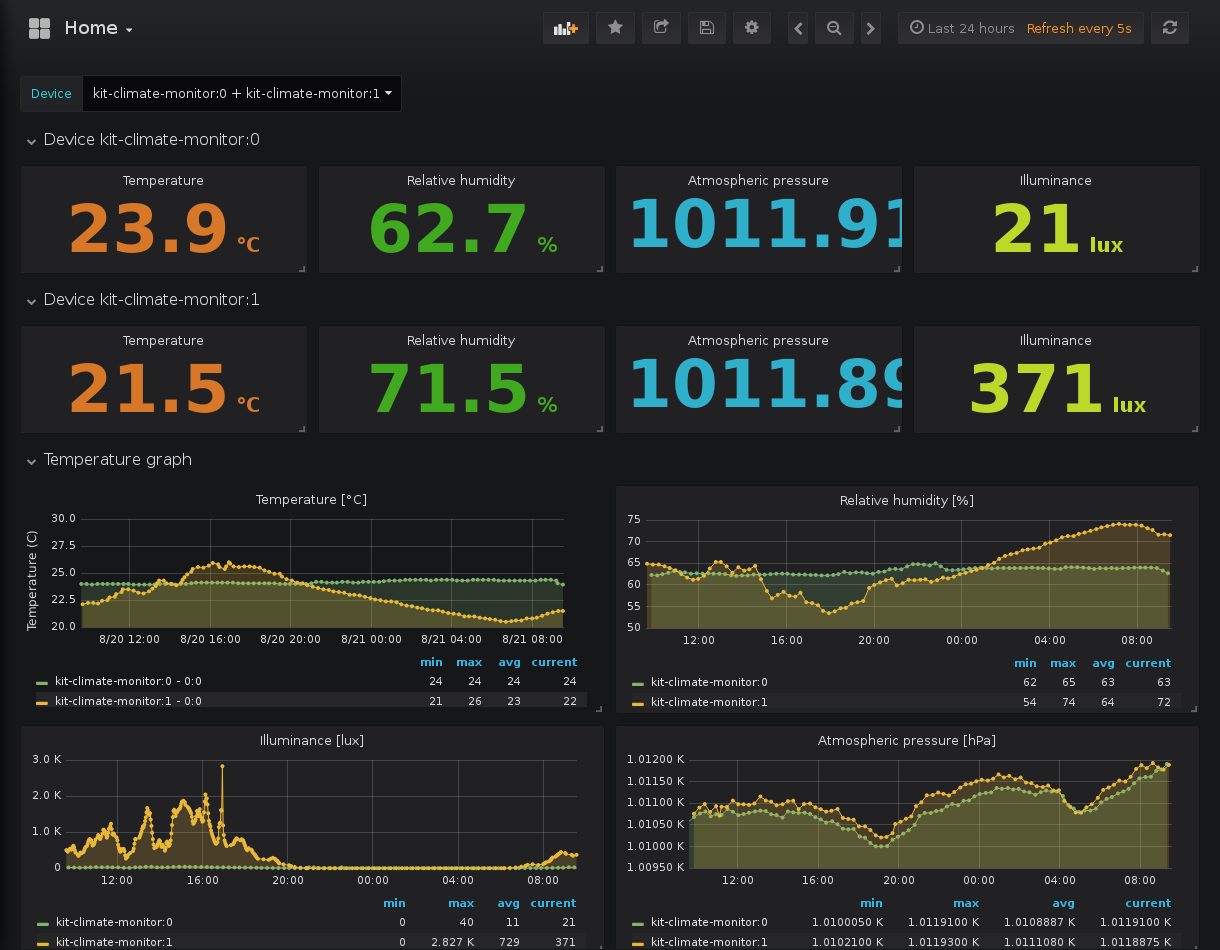 Home
Last 24 hours Refresh every 5s
Device kit-climate-monitor:0 + kit-climate-monitor:1
Device kit-climate-monitor:0
Temperature Relative humidity Atmospheric pressure Illuminance
23.9 °C 62.7 % 1011.91 21 lux
Device kit-climate-monitor:1
Temperature Relative humidity Atmospheric pressure Illuminance
21.5 °C 71.5 % 1011.89 371 lux
Temperature graph
Temperature [°C]
Temperature (C)
30.0
27.5
25.0
22.5
20.0
8/20 12:00 8/20 16:00 8/20 20:00 8/21 00:00 8/21 04:00 8/21 08:00
min max avg current
kit-climate-monitor:0 - 0:0 24 24 24 24
kit-climate-monitor:1 - 0:0 21 26 23 22
Relative humidity [%]
75
70
65
60
55
50
12:00 16:00 20:00 00:00 04:00 08:00
min max avg current
kit-climate-monitor:0 62 65 63 63
kit-climate-monitor:1 54 74 64 72
Illuminance [lux]
3.0 K
2.0 K
1.0 K
0
12:00 16:00 20:00 00:00 04:00 08:00
min max avg current
kit-climate-monitor:0 0 40 11 21
kit-climate-monitor:1 0 2.827 K 729 371
Atmospheric pressure [hPa]
1.01200 K
1.01150 K
1.01100 K
1.01050 K
1.01000 K
1.00950 K
12:00 16:00 20:00 00:00 04:00 08:00
min max avg current
kit-climate-monitor:0 1.0100050 K 1.0119100 K 1.0108887 K 1.0119100 K
kit-climate-monitor:1 1.0102100 K 1.0119300 K 1.0111080 K 1.0118875 K